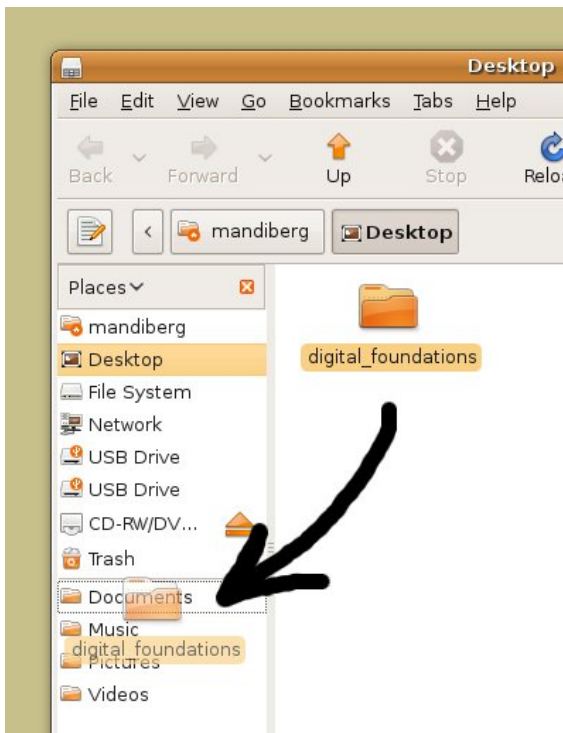 Desktop
File Edit View Go Bookmarks Tabs Help
Back Forward Up Stop Relo
mandiberg Desktop
Places
mandiberg
Desktop
digital_foundations
File System
Network
USB Drive
USB Drive
CD-RW/DV...
Trash
Documents
Music
digital_foundations
Pictures
Videos